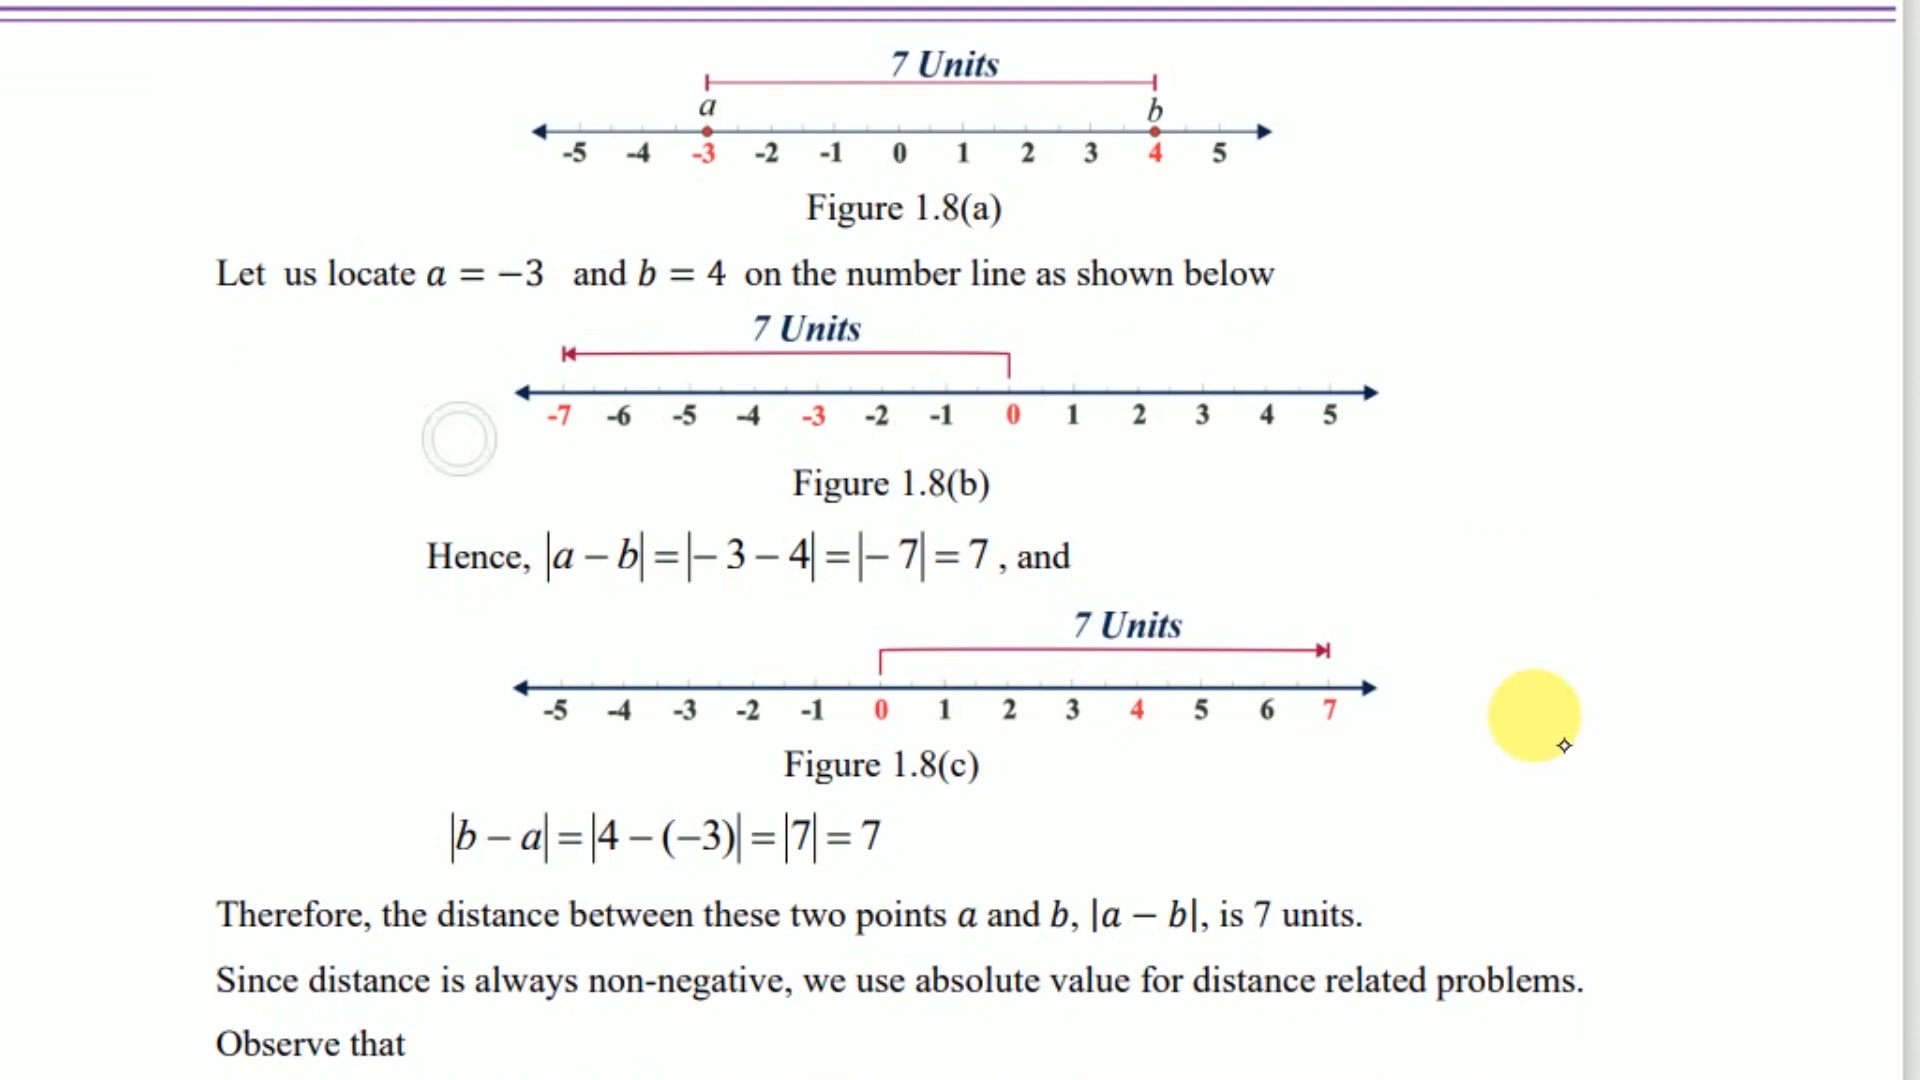 7 Units
a b
-5 -4 -3 -2 -1 0 1 2 3 4 5
Figure 1.8(a)
Let us locate a = −3 and b = 4 on the number line as shown below
7 Units
-7 -6 -5 -4 -3 -2 -1 0 1 2 3 4 5
Figure 1.8(b)
Hence, |a − b| = |− 3 − 4| = |− 7| = 7 , and
7 Units
-5 -4 -3 -2 -1 0 1 2 3 4 5 6 7
Figure 1.8(c)
|b − a| = |4 − (−3)| = |7| = 7
Therefore, the distance between these two points a and b, |a − b|, is 7 units.
Since distance is always non-negative, we use absolute value for distance related problems.
Observe that